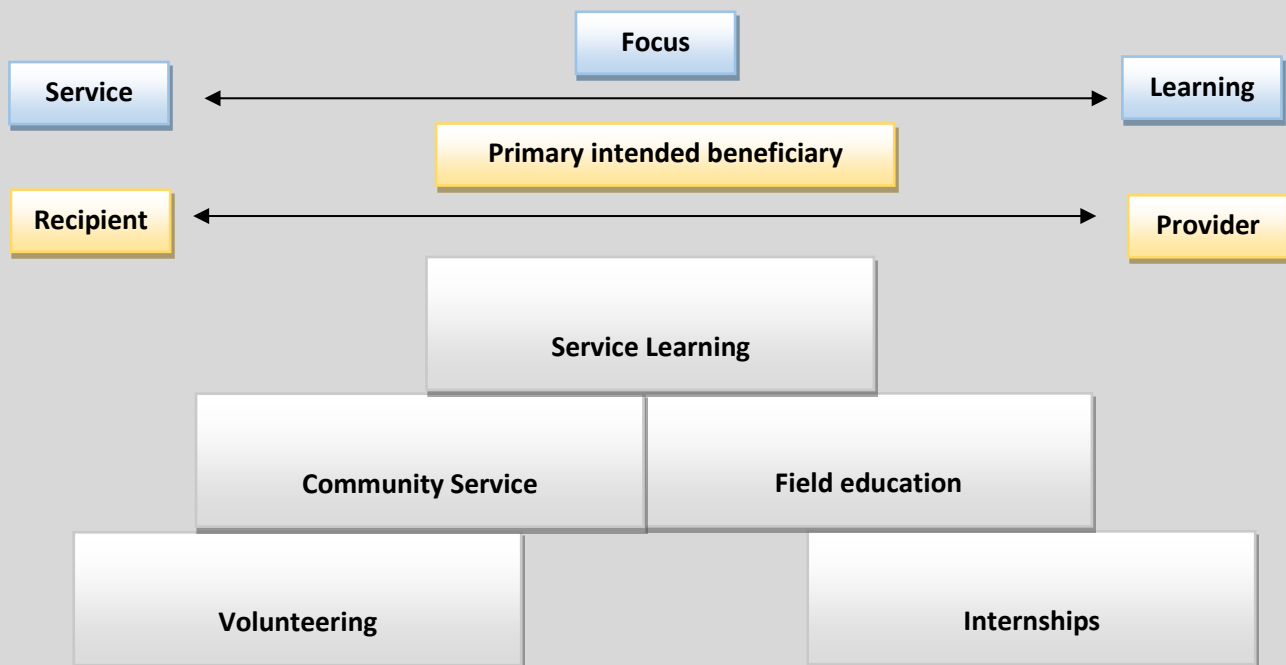 Focus
Service
Learning
Primary intended beneficiary
Recipient
Provider
Service Learning
Community Service
Field education
Volunteering
Internships